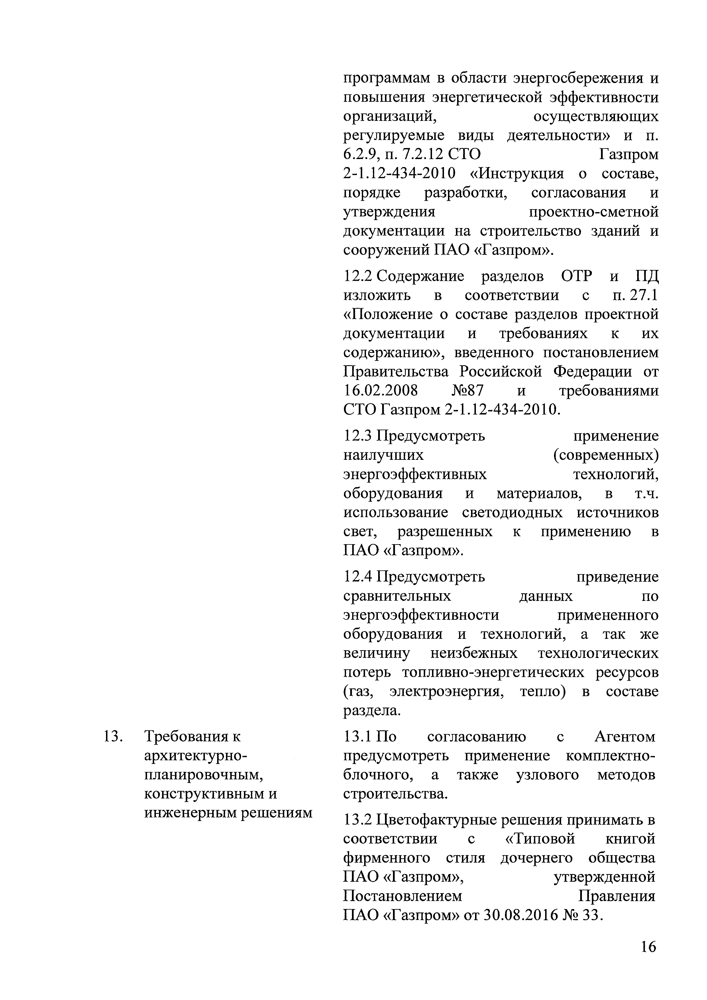 программам в области энергосбережения и
повышения энергетической эффективности
организаций, осуществляющих
регулируемые виды деятельности» и п.
6.2.9, п. 7.2.12 СТО Газпром
2-1.12-434-2010 «Инструкция о составе,
порядке разработки, согласования и
утверждения проектно-сметной
документации на строительство зданий и
сооружений ПАО «Газпром».
12.2 Содержание разделов ОТР и ПД
изложить в соответствии с п. 27.1
«Положение о составе разделов проектной
документации и требованиях к их
содержанию», введенного постановлением
Правительства Российской Федерации от
16.02.2008 №87 и требованиями
СТО Газпром 2-1.12-434-2010.
12.3 Предусмотреть применение
наилучших (современных)
энергоэффективных технологий,
оборудования и материалов, в т.ч.
использование светодиодных источников
свет, разрешенных к применению в
ПАО «Газпром».
12.4 Предусмотреть приведение
сравнительных данных по
энергоэффективности примененного
оборудования и технологий, а так же
величину неизбежных технологических
потерь топливно-энергетических ресурсов
(газ, электроэнергия, тепло) в составе
раздела.
13. Требования к
архитектурно-
планировочным,
конструктивным и
инженерным решениям
13.1 По согласованию с Агентом
предусмотреть применение комплектно-
блочного, а также узлового методов
строительства.
13.2 Цветофактурные решения принимать в
соответствии с «Типовой книгой
фирменного стиля дочернего общества
ПАО «Газпром», утвержденной
Постановлением Правления
ПАО «Газпром» от 30.08.2016 № 33.
16